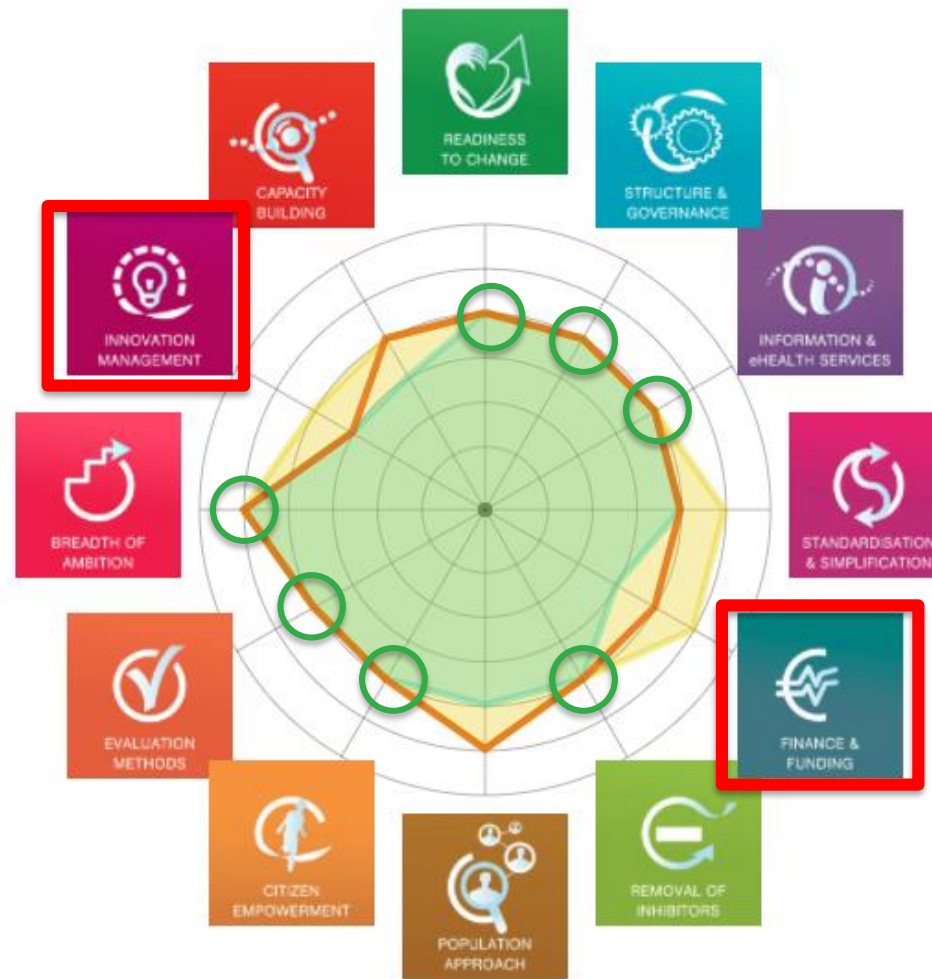 READINESS
TO CHANGE
STRUCTURE &
GOVERNANCE
INFORMATION &
eHEALTH SERVICES
STANDARDISATION
& SIMPLIFICATION
FINANCE &
FUNDING
REMOVAL OF
INHIBITORS
POPULATION
APPROACH
CITIZEN
EMPOWERMENT
EVALUATION
METHODS
BREADTH OF
AMBITION
INNOVATION
MANAGEMENT
CAPACITY
BUILDING